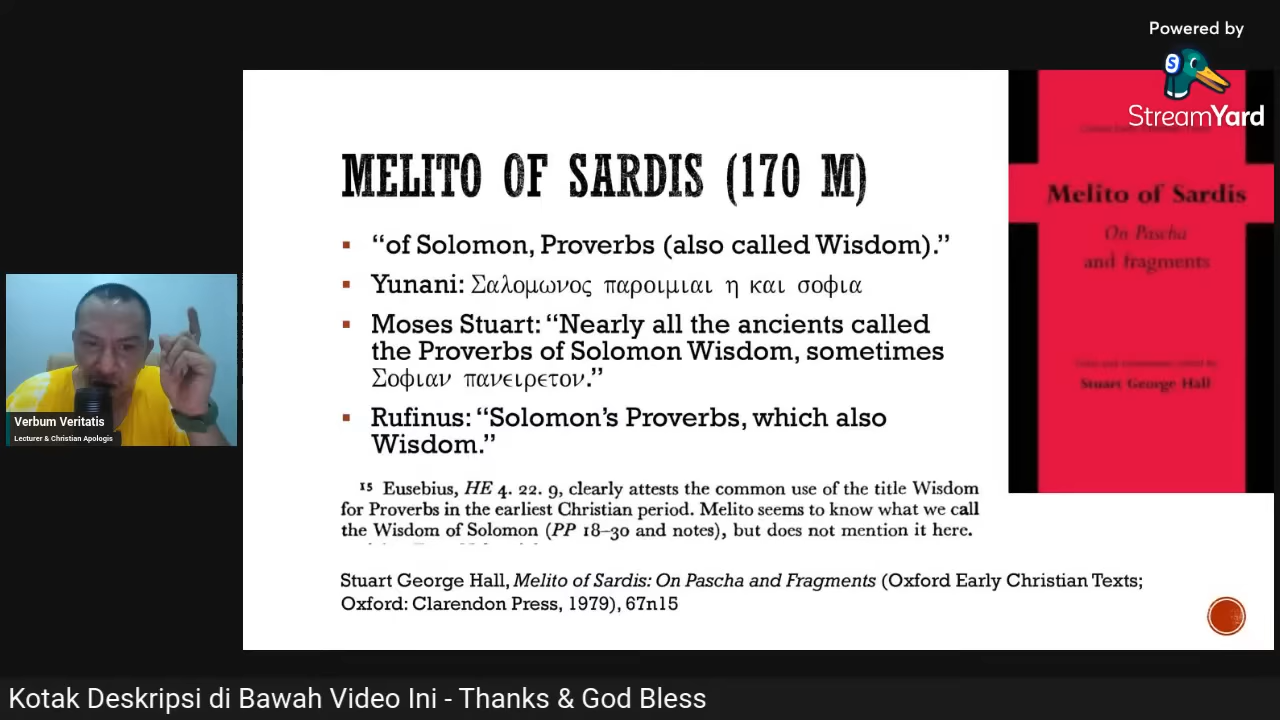 Powered by
StreamYard
MELITO OF SARDIS (170 M)
“of Solomon, Proverbs (also called Wisdom).”
Yunani: Σαλομωνος παροιμιαι η και σοφια
Moses Stuart: “Nearly all the ancients called
the Proverbs of Solomon Wisdom, sometimes
Σοφιαν πανειρετον.”
Rufinus: “Solomon’s Proverbs, which also
Wisdom.”
15 Eusebius, HE 4. 22. 9, clearly attests the common use of the title Wisdom
for Proverbs in the earliest Christian period. Melito seems to know what we call
the Wisdom of Solomon (PP 18–30 and notes), but does not mention it here.
Stuart George Hall, Melito of Sardis: On Pascha and Fragments (Oxford Early Christian Texts;
Oxford: Clarendon Press, 1979), 67n15
Melito of Sardis
On Pascha
and fragments
Stuart George Hall
Verbum Veritatis
Lecturer & Christian Apologis
Kotak Deskripsi di Bawah Video Ini - Thanks & God Bless